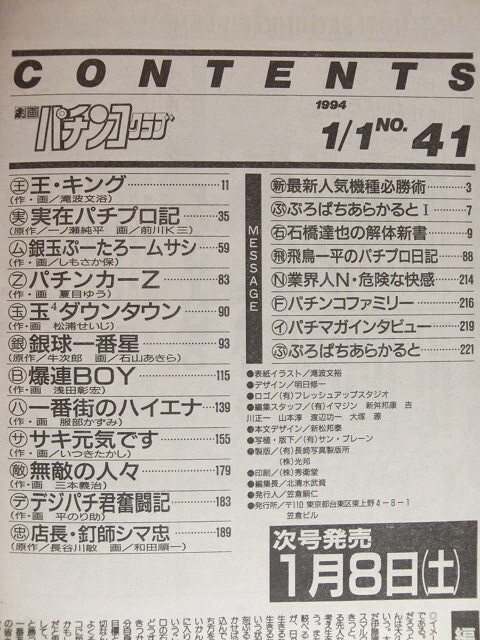 CONTENTS
劇画
パチンコクラブ
1994
1/1 NO. 41
王 王・キング 11
(作・画／滝波文浴)
実 実在パチプロ記 35
(原作／一ノ瀬純平 画／前川K三)
ム 銀玉ぷーたろームサシ 59
(作・画／しもさか保)
Z パチンカーZ 83
(作・画 夏目ゆう)
玉 玉4ダウンタウン 90
(作・画 松浦せいじ)
銀 銀球一番星 93
(原作／牛次郎 画／石山あきら)
B 爆連BOY 115
(作・画 浅田彰宏)
ハ 一番街のハイエナ 139
(作・画 服部かずみ)
サ サキ元気です 155
(作・画／いつきたかし)
敵 無敵の人々 179
(作・画 三本義治)
デ デジパチ君奮闘記 183
(作・画 平のり助)
忠 店長・釘師シマ忠 189
(原作／長谷川敏 画／和田順一)
MESSAGE
新 最新人気機種必勝術 3
ぷ ぷろぱちあらかるとⅠ 7
石 石橋達也の解体新書 9
飛 飛鳥一平のパチプロ日記 88
N 業界人N・危険な快感 214
F パチンコファミリー 216
イ パチマガインタビュー 219
ぷ ぷろぱちあらかると 221
●表紙イラスト／滝波文裕
●デザイン／明日修一
●ロゴ／(有)フレッシュアップスタジオ
●編集スタッフ／(有)イマジン 新舛邦康 吉
川正一 山本淳 渡辺功一 大塚源
●本文デザイン／新松邦泰
●写植・版下／(有)サン・ブレーン
●製版／(有)長崎写真製版所
(株)光邦
●印刷／(株)秀衛堂
●編集長／北清水武資
●発行人／笠倉嗣仁
●発行所／〒110 東京都台東区東上野4－8－1
笠倉ビル
次号発売
1月8日(土)